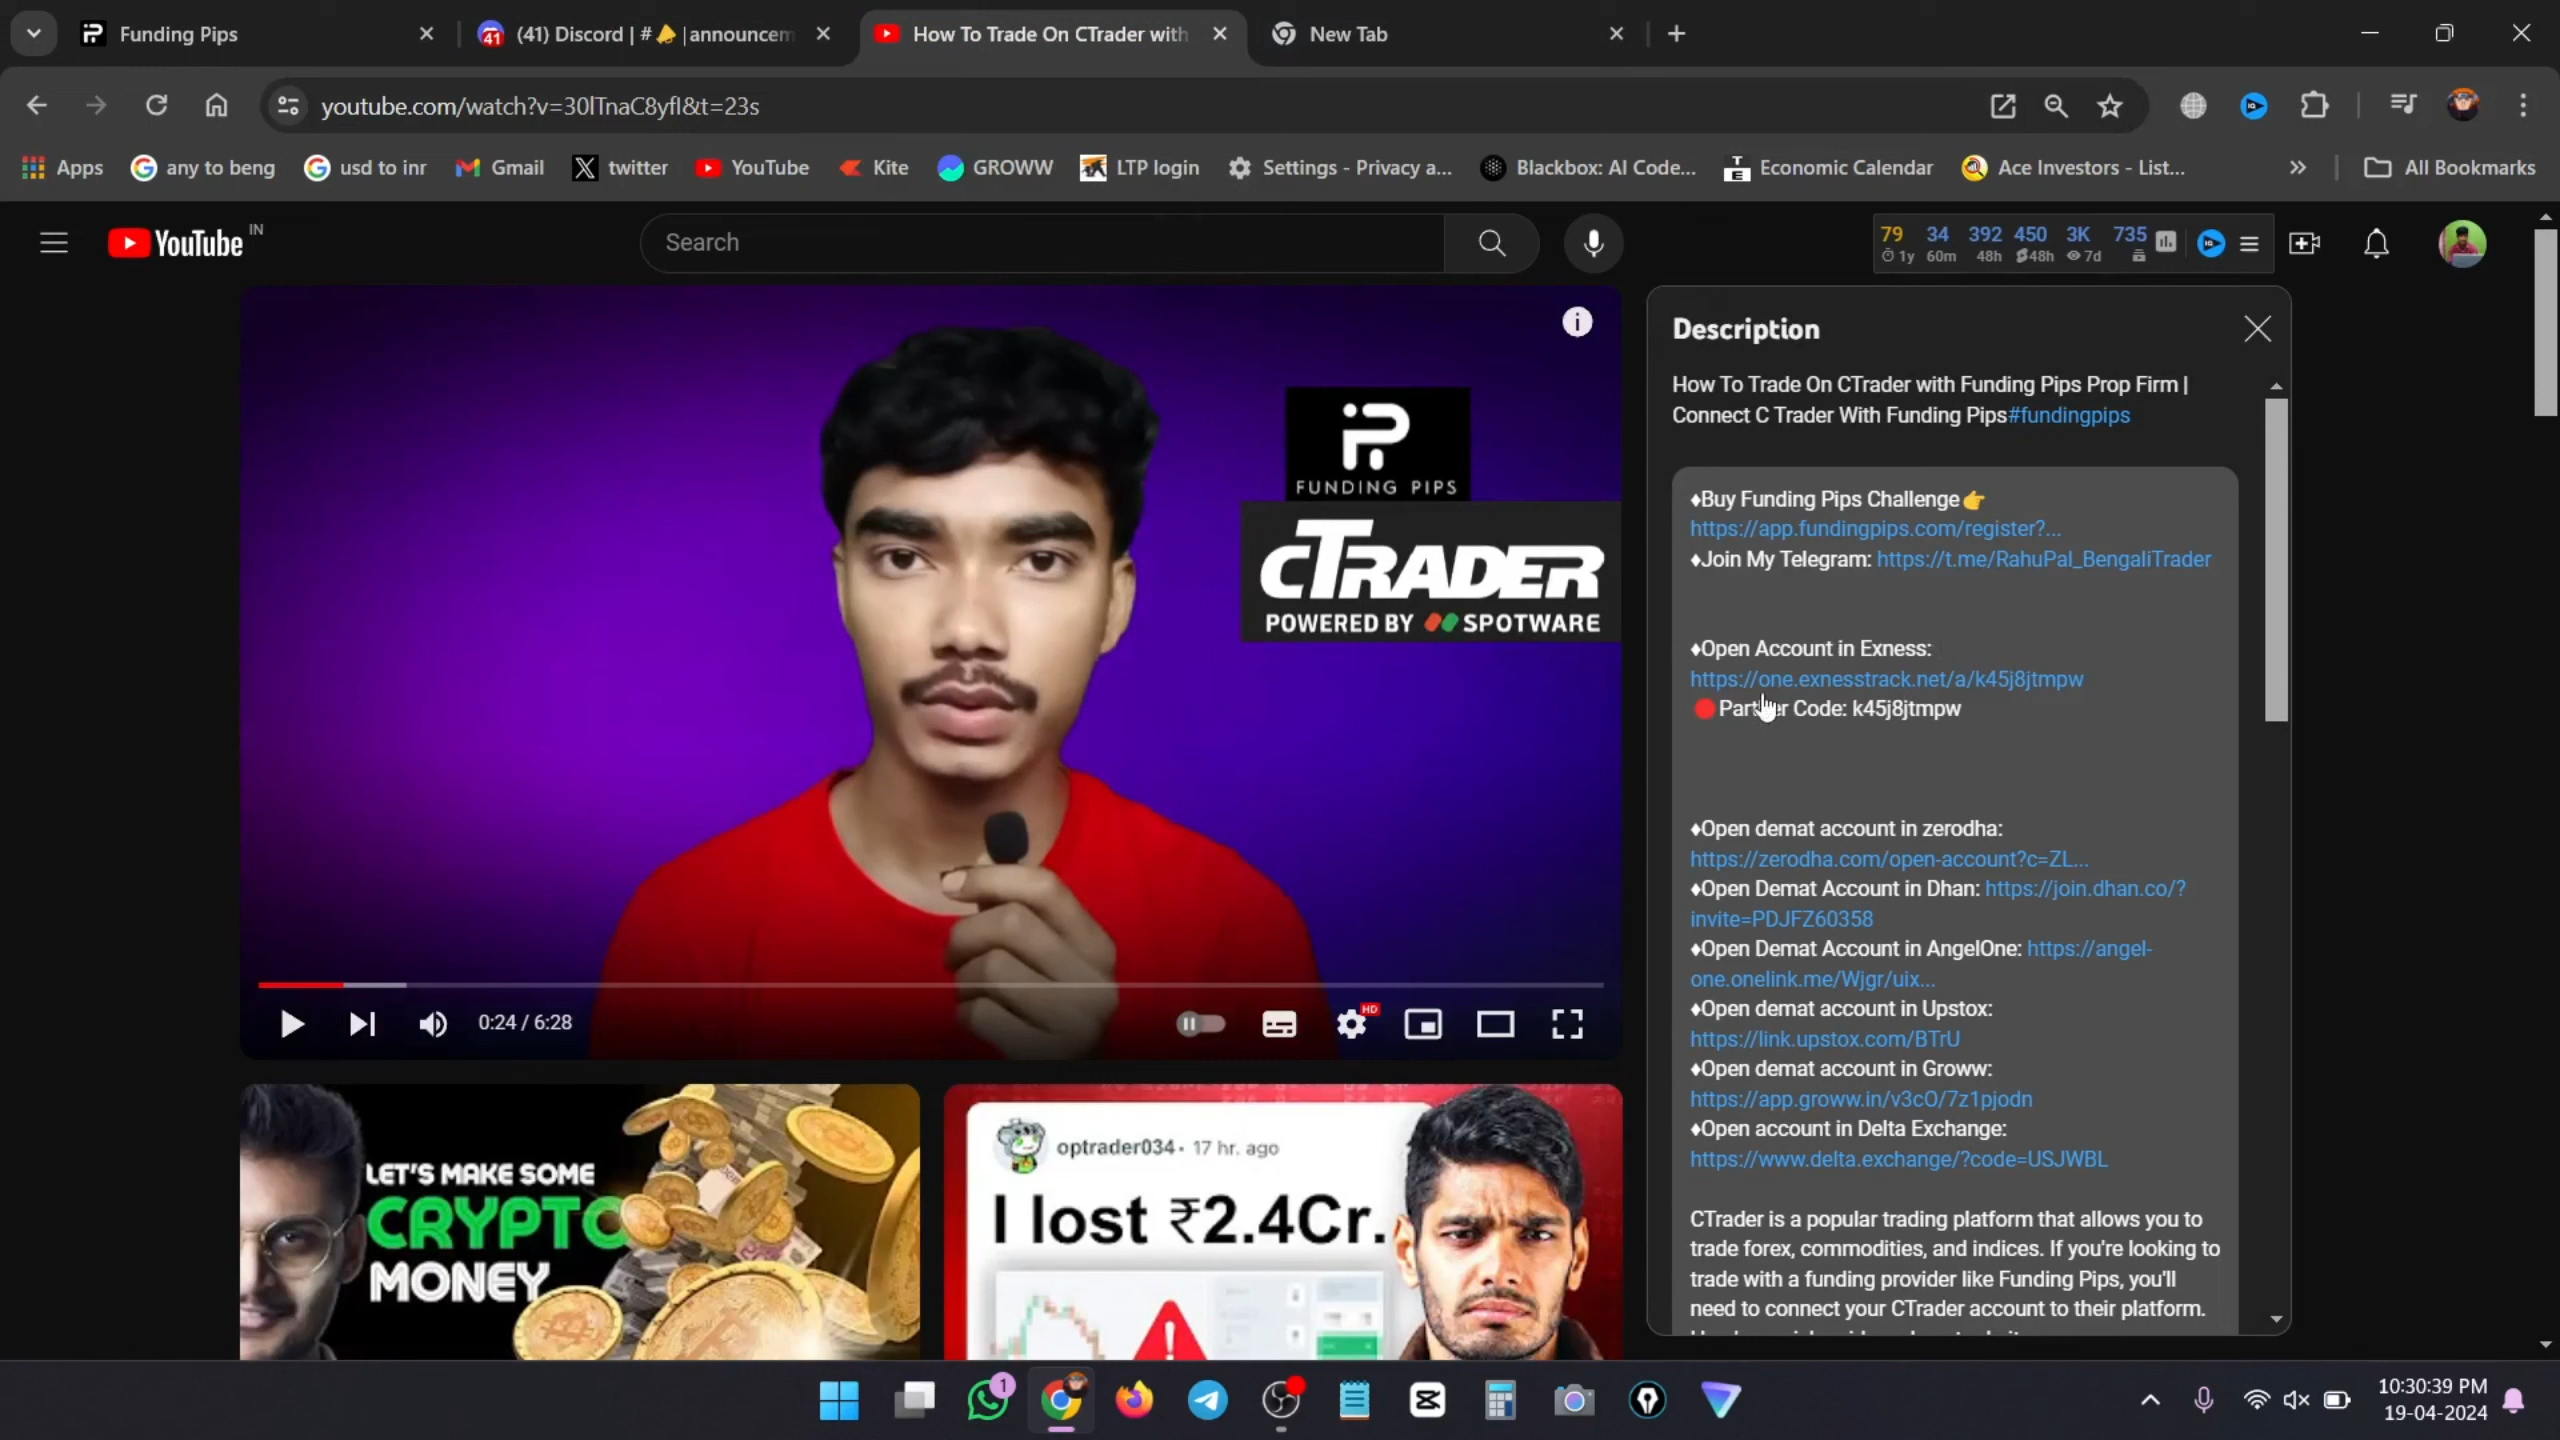 Funding Pips
41
(41) Discord | # | announcem
How To Trade On CTrader with
New Tab
youtube.com/watch?v=30lTnaC8yfI&t=23s
Apps
any to beng
usd to inr
Gmail
twitter
YouTube
Kite
GROWW
LTP login
Settings - Privacy a...
Blackbox: AI Code...
Economic Calendar
Ace Investors - List...
All Bookmarks
YouTube IN
Search
79 34 392 450 3K 735
1y 60m 48h 48h 7d
FUNDING PIPS
cTRADER
POWERED BY SPOTWARE
0:24 / 6:28
HD
Description
How To Trade On CTrader with Funding Pips Prop Firm |
Connect C Trader With Funding Pips#fundingpips
♦Buy Funding Pips Challenge👉
https://app.fundingpips.com/register?...
♦Join My Telegram: https://t.me/RahuPal_BengaliTrader
♦Open Account in Exness:
https://one.exnesstrack.net/a/k45j8jtmpw
🔴Partner Code: k45j8jtmpw
♦Open demat account in zerodha:
https://zerodha.com/open-account?c=ZL...
♦Open Demat Account in Dhan: https://join.dhan.co/?
invite=PDJFZ60358
♦Open Demat Account in AngelOne: https://angel-
one.onelink.me/Wjgr/uix...
♦Open demat account in Upstox:
https://link.upstox.com/BTrU
♦Open demat account in Groww:
https://app.groww.in/v3cO/7z1pjodn
♦Open account in Delta Exchange:
https://www.delta.exchange/?code=USJWBL
CTrader is a popular trading platform that allows you to
trade forex, commodities, and indices. If you're looking to
trade with a funding provider like Funding Pips, you'll
need to connect your CTrader account to their platform.
LET'S MAKE SOME
CRYPTO
MONEY
optrader034 · 17 hr. ago
I lost ₹2.4Cr.
1
10:30:39 PM
19-04-2024